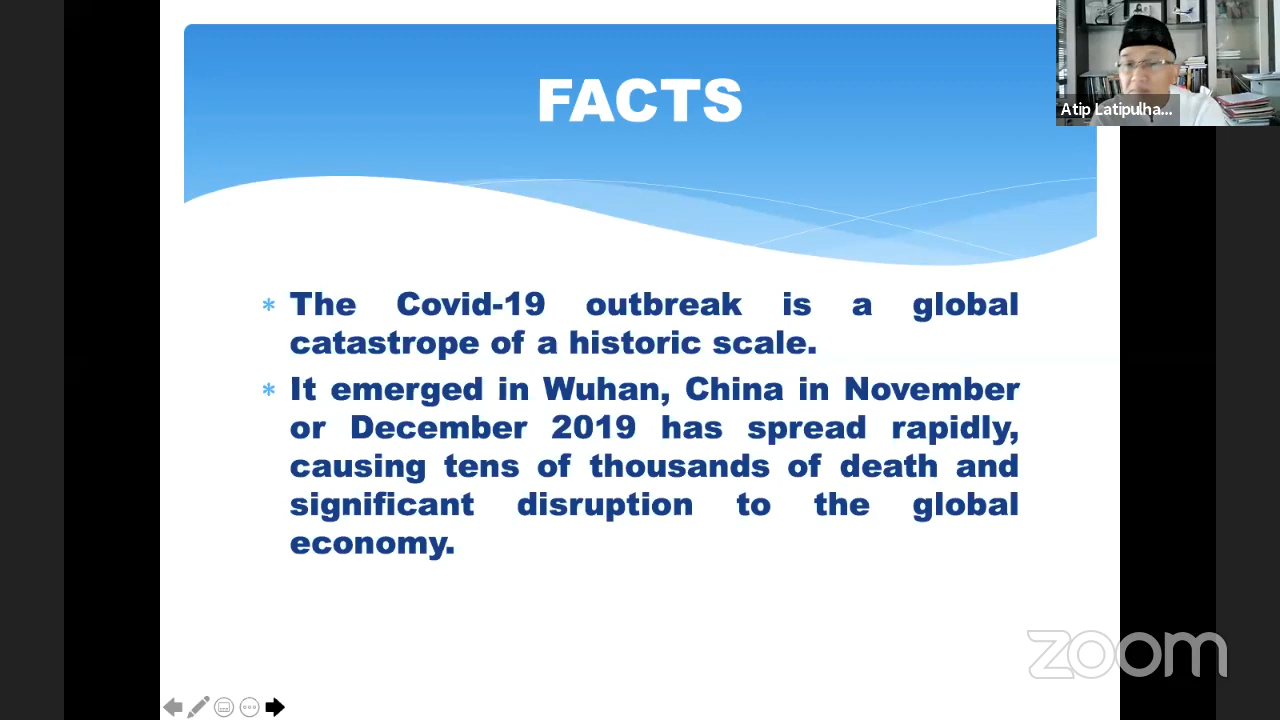 FACTS
Atip Latipulha...
* The Covid-19 outbreak is a global
catastrope of a historic scale.
* It emerged in Wuhan, China in November
or December 2019 has spread rapidly,
causing tens of thousands of death and
significant disruption to the global
economy.
zoom